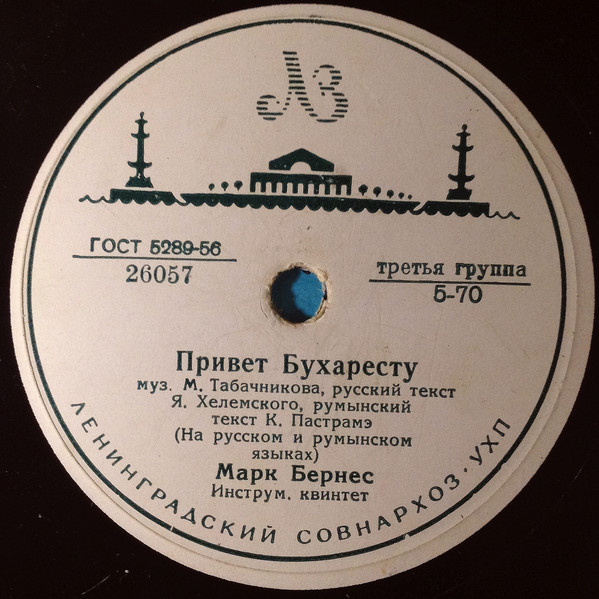 ЛЗ
ГОСТ 5289-56
26057
третья группа
5-70
Привет Бухаресту
муз. М. Табачникова, русский текст
Я. Хелемского, румынский
текст К. Пастрамэ
(На русском и румынском
языках)
Марк Бернес
Инструм. квинтет
ЛЕНИНГРАДСКИЙ СОВНАРХОЗ · УХП